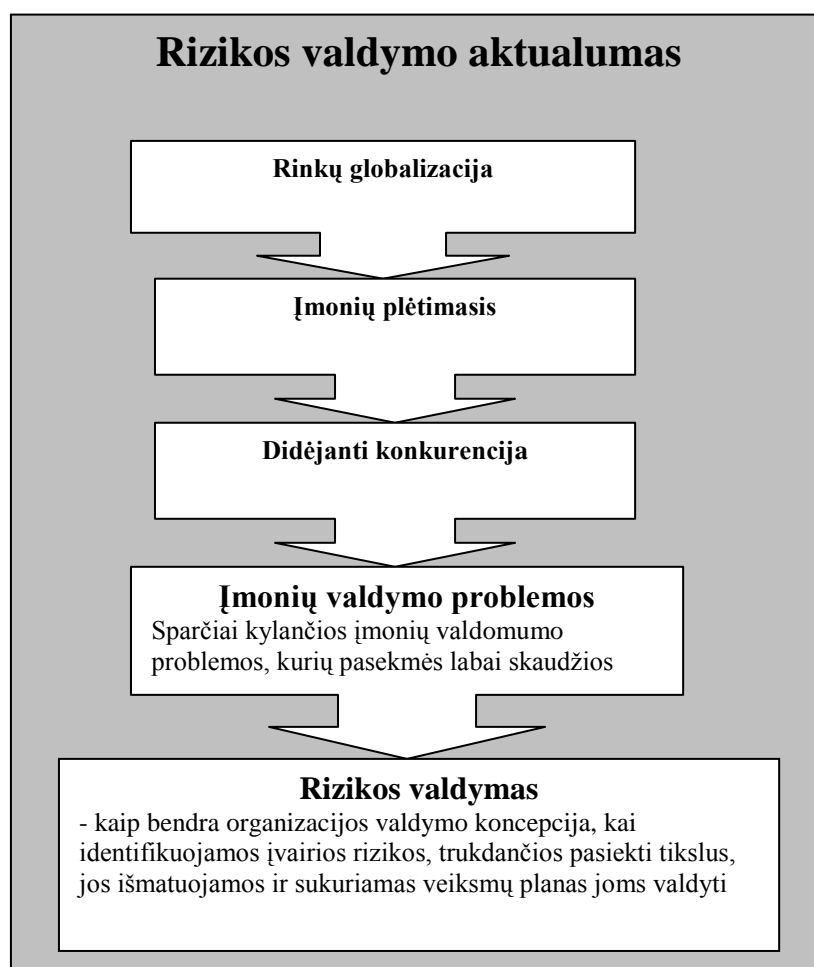 Rizikos valdymo aktualumas
Rinkų globalizacija
Įmonių plėtimasis
Didėjanti konkurencija
Įmonių valdymo problemos
Sparčiai kylančios įmonių valdomumo
problemos, kurių pasekmės labai skaudžios
Rizikos valdymas
- kaip bendra organizacijos valdymo koncepcija, kai
identifikuojamos įvairios rizikos, trukdančios pasiekti tikslus,
jos išmatuojamos ir sukuriamas veiksmų planas joms valdyti